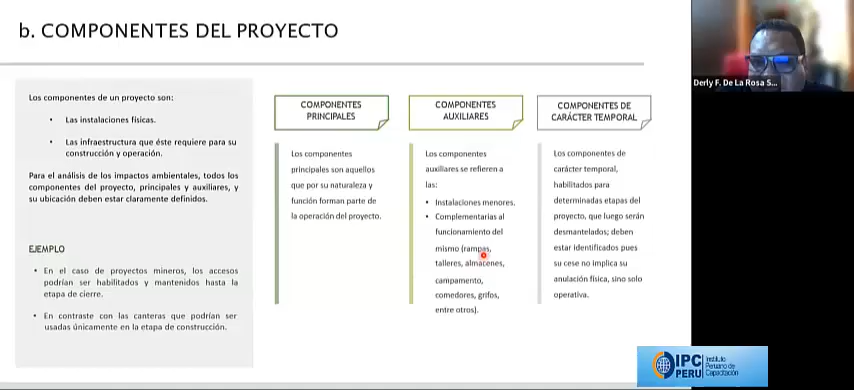 b. COMPONENTES DEL PROYECTO
Los componentes de un proyecto son:
• Las instalaciones físicas.
• Las infraestructura que éste requiere para su
construcción y operación.
Para el análisis de los impactos ambientales, todos los
componentes del proyecto, principales y auxiliares, y
su ubicación deben estar claramente definidos.
EJEMPLO
• En el caso de proyectos mineros, los accesos
podrían ser habilitados y mantenidos hasta la
etapa de cierre.
• En contraste con las canteras que podrían ser
usadas únicamente en la etapa de construcción.
COMPONENTES
PRINCIPALES
Los componentes
principales son aquellos
que por su naturaleza y
función forman parte de
la operación del proyecto.
COMPONENTES
AUXILIARES
Los componentes
auxiliares se refieren a
las:
• Instalaciones menores.
• Complementarias al
funcionamiento del
mismo (rampas,
talleres, almacenes,
campamento,
comedores, grifos,
entre otros).
COMPONENTES DE
CARÁCTER TEMPORAL
Los componentes de
carácter temporal,
habilitados para
determinadas etapas del
proyecto, que luego serán
desmantelados; deben
estar identificados pues
su cese no implica su
anulación física, sino solo
operativa.
Derly F. De La Rosa S...
IPC
PERU
Instituto
Peruano de
Capacitación